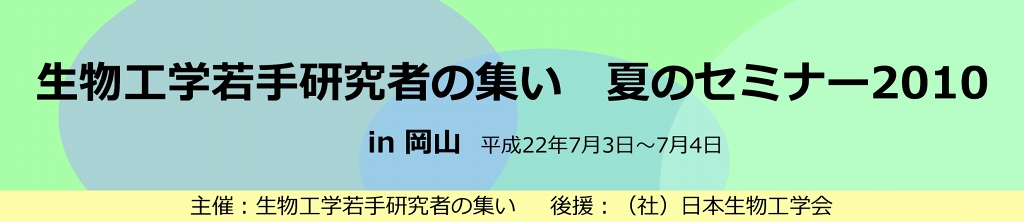 生物工学若手研究者の集い　夏のセミナー2010
in 岡山　平成22年7月3日～7月4日
主催：生物工学若手研究者の集い　後援：（社）日本生物工学会